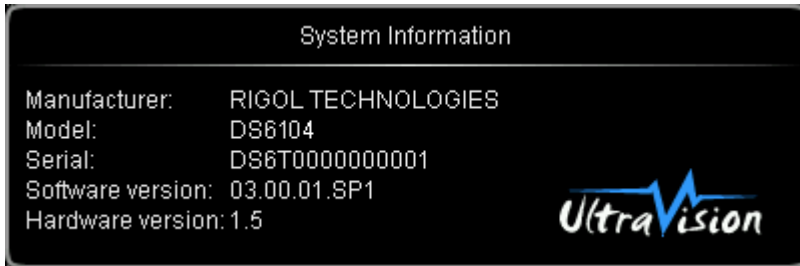 System Information
Manufacturer: RIGOL TECHNOLOGIES
Model: DS6104
Serial: DS6T0000000001
Software version: 03.00.01.SP1
Hardware version: 1.5
UltraVision